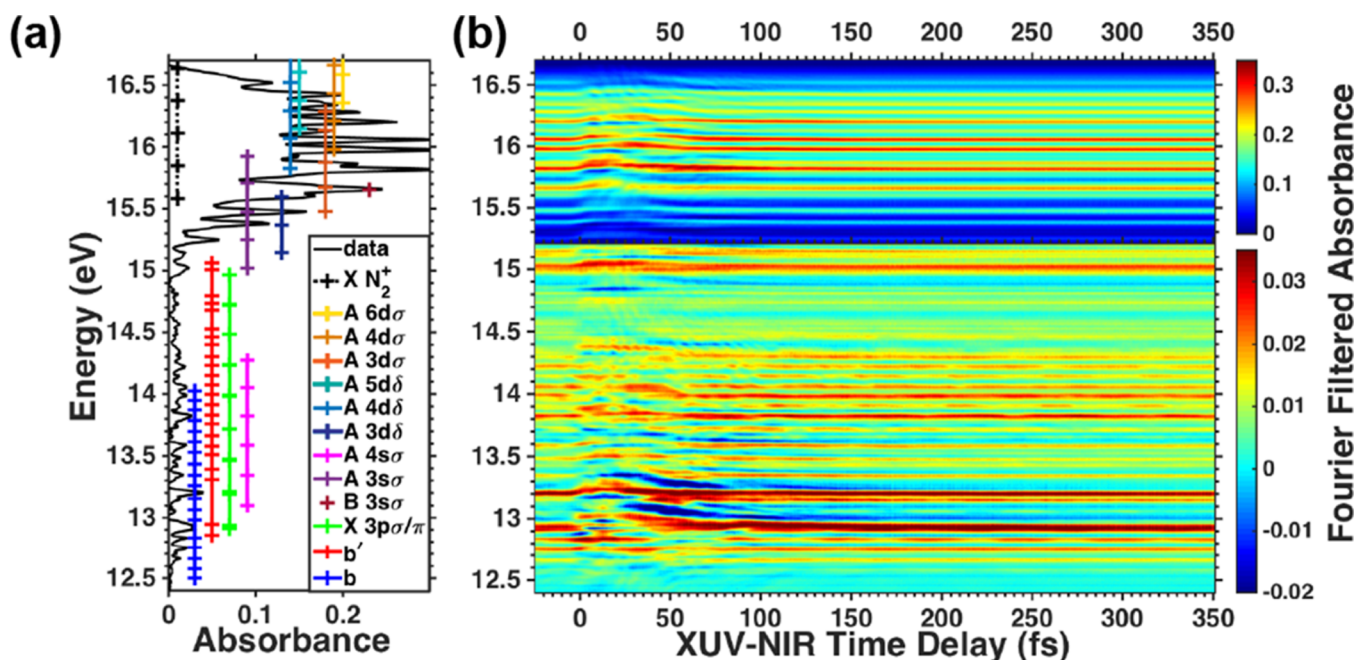 (a)
(b)
0 50 100 150 200 250 300 350
16.5
16
15.5
15
14.5
14
13.5
13
12.5
Energy (eV)
data
X N₂⁺
A 6dσ
A 4dσ
A 3dσ
A 5dδ
A 4dδ
A 3dδ
A 4sσ
A 3sσ
B 3sσ
X 3pσ/π
b′
b
0 0.1 0.2
Absorbance
16.5
16
15.5
15
14.5
14
13.5
13
12.5
0 50 100 150 200 250 300 350
XUV-NIR Time Delay (fs)
0.3
0.2
0.1
0
0.03
0.02
0.01
0
-0.01
-0.02
Fourier Filtered Absorbance